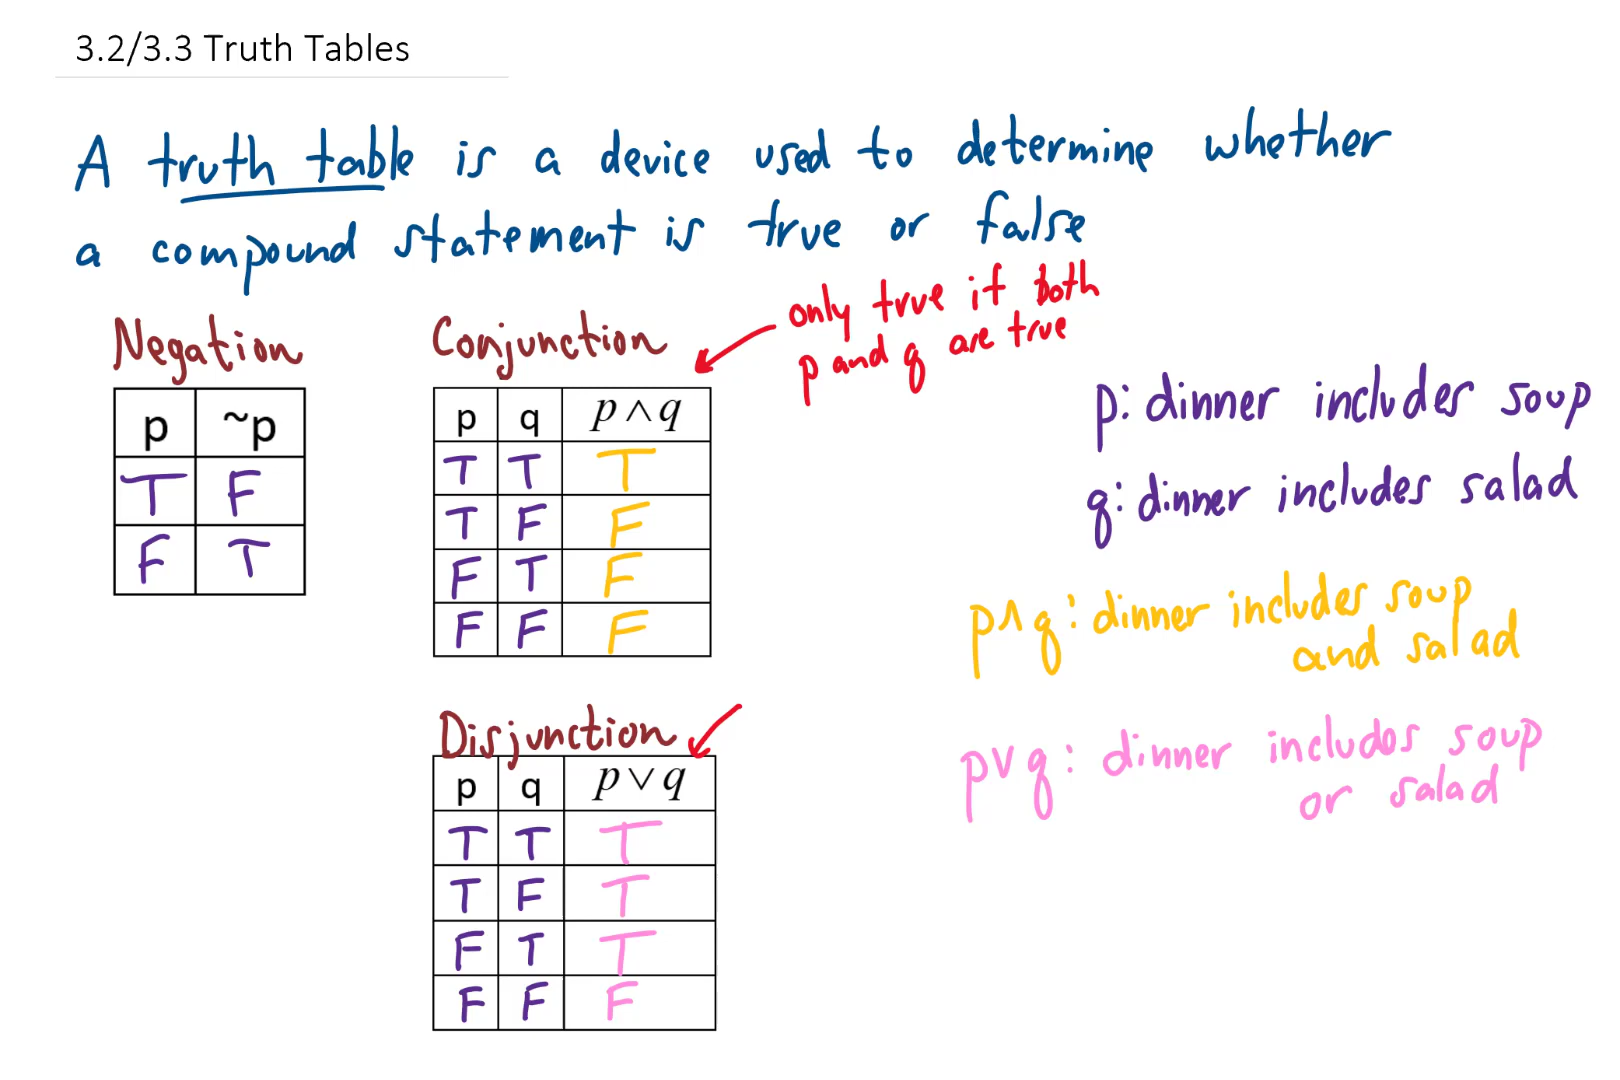 3.2/3.3 Truth Tables
A truth table is a device used to determine whether
a compound statement is true or false
only true if both
p and q are true
Negation
p ~p
T F
F T
Conjunction
p q p ∧ q
T T T
T F F
F T F
F F F
p: dinner includes soup
q: dinner includes salad
p∧q: dinner includes soup
and salad
p∨q: dinner includes soup
or salad
Disjunction
p q p ∨ q
T T T
T F T
F T T
F F F